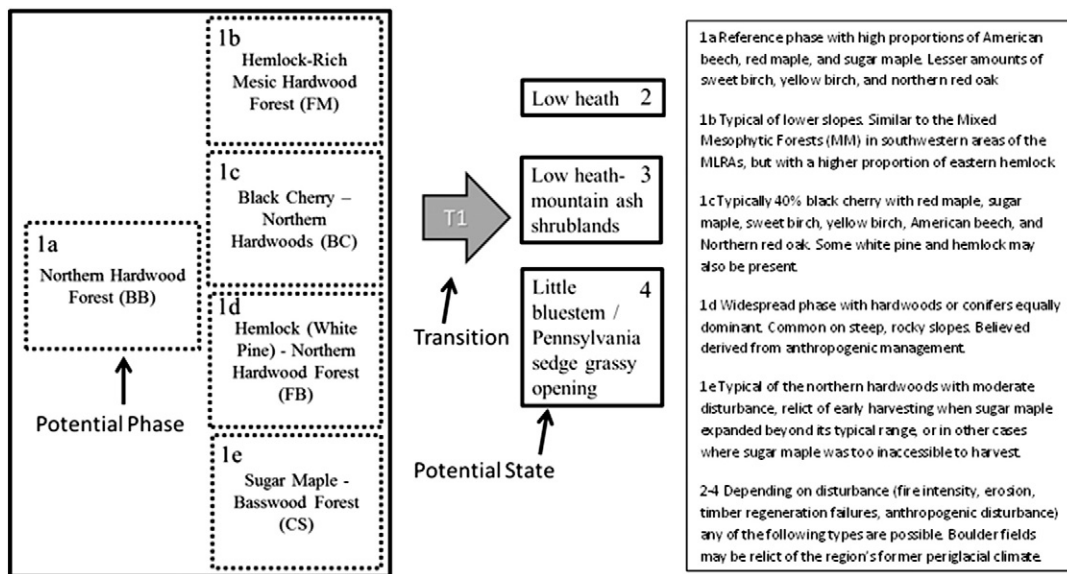 1b
Hemlock-Rich
Mesic Hardwood
Forest (FM)
1c
Black Cherry –
Northern
Hardwoods (BC)
1a
Northern Hardwood
Forest (BB)
1d
Hemlock (White
Pine) - Northern
Hardwood Forest
(FB)
1e
Sugar Maple -
Basswood Forest
(CS)
Potential Phase
T1
Transition
Low heath 2
Low heath- 3
mountain ash
shrublands
Little 4
bluestem /
Pennsylvania
sedge grassy
opening
Potential State
1a Reference phase with high proportions of American
beech, red maple, and sugar maple. Lesser amounts of
sweet birch, yellow birch, and northern red oak
1b Typical of lower slopes. Similar to the Mixed
Mesophytic Forests (MM) in southwestern areas of the
MLRAs, but with a higher proportion of eastern hemlock
1c Typically 40% black cherry with red maple, sugar
maple, sweet birch, yellow birch, American beech, and
Northern red oak. Some white pine and hemlock may
also be present.
1d Widespread phase with hardwoods or conifers equally
dominant. Common on steep, rocky slopes. Believed
derived from anthropogenic management.
1e Typical of the northern hardwoods with moderate
disturbance, relict of early harvesting when sugar maple
expanded beyond its typical range, or in other cases
where sugar maple was too inaccessible to harvest.
2-4 Depending on disturbance (fire intensity, erosion,
timber regeneration failures, anthropogenic disturbance)
any of the following types are possible. Boulder fields
may be relict of the region's former periglacial climate.